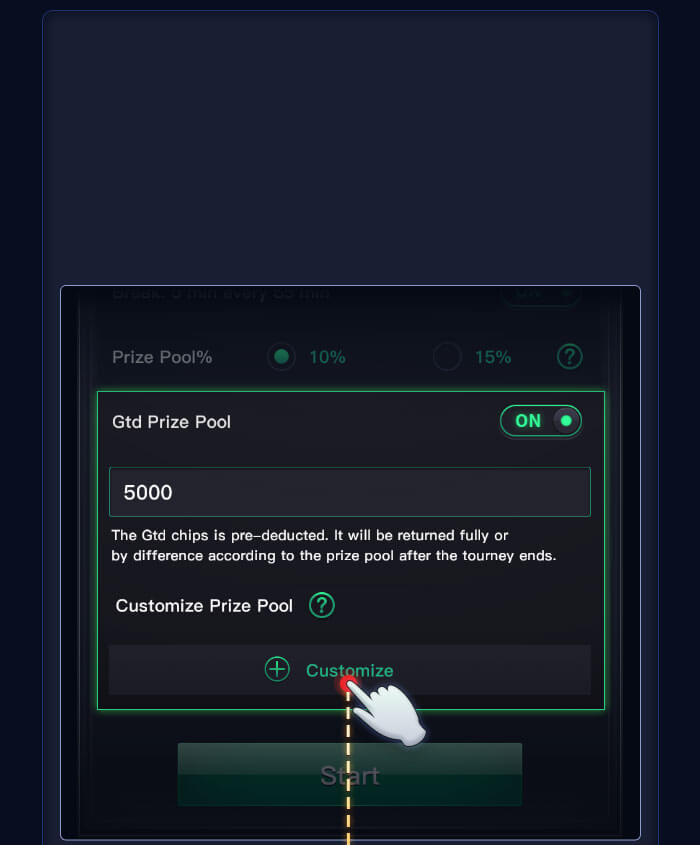 Break: 5 min every 55 min ON
Prize Pool% 10% 15% ?
Gtd Prize Pool ON
5000
The Gtd chips is pre-deducted. It will be returned fully or
by difference according to the prize pool after the tourney ends.
Customize Prize Pool ?
Customize
Start